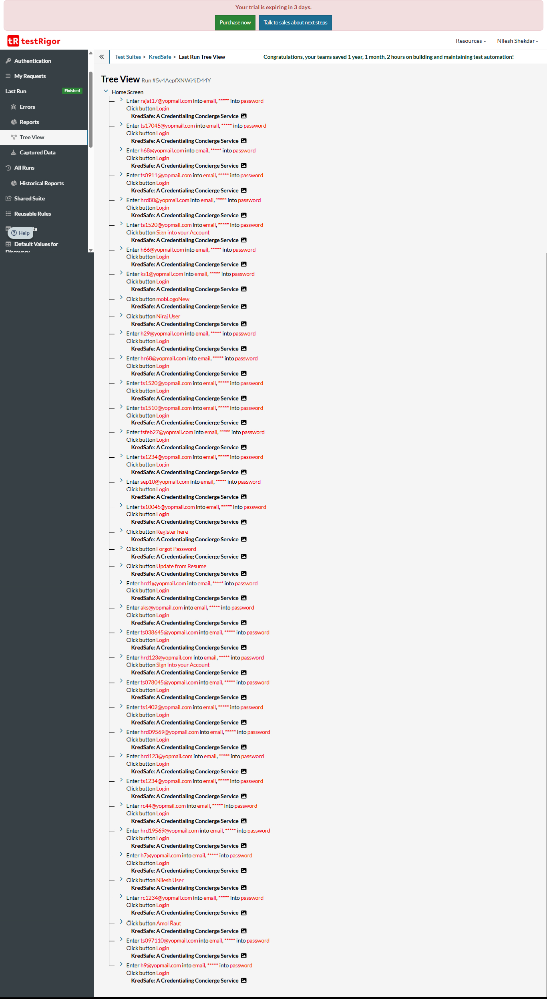 Your trial is expiring in 3 days.
Purchase now
Talk to sales about next steps
tR testRigor
Resources
Nilesh Shekdar
Authentication
My Requests
Last Run
Finished
Errors
Reports
Tree View
Captured Data
All Runs
Historical Reports
Shared Suite
Reusable Rules
Help
Default Values for
Discovery
Test Suites > KredSafe > Last Run Tree View
Congratulations, your teams saved 1 year, 1 month, 2 hours on building and maintaining test automation!
Tree View Run #5v4AepfXNWj4jD44Y
Home Screen
Enter rajat17@yopmail.com into email, ***** into password
Click button Login
KredSafe: A Credentialing Concierge Service
Enter ts17045@yopmail.com into email, ***** into password
Click button Login
KredSafe: A Credentialing Concierge Service
Enter h68@yopmail.com into email, ***** into password
Click button Login
KredSafe: A Credentialing Concierge Service
Enter ts0911@yopmail.com into email, ***** into password
Click button Login
KredSafe: A Credentialing Concierge Service
Enter hrd80@yopmail.com into email, ***** into password
Click button Login
KredSafe: A Credentialing Concierge Service
Enter ts1520@yopmail.com into email, ***** into password
Click button Sign into your Account
KredSafe: A Credentialing Concierge Service
Enter h66@yopmail.com into email, ***** into password
Click button Login
KredSafe: A Credentialing Concierge Service
Enter ks1@yopmail.com into email, ***** into password
Click button Login
KredSafe: A Credentialing Concierge Service
Click button mobLogoNew
KredSafe: A Credentialing Concierge Service
Click button Niraj User
KredSafe: A Credentialing Concierge Service
Enter h29@yopmail.com into email, ***** into password
Click button Login
KredSafe: A Credentialing Concierge Service
Enter hr68@yopmail.com into email, ***** into password
Click button Login
KredSafe: A Credentialing Concierge Service
Enter ts1520@yopmail.com into email, ***** into password
Click button Login
KredSafe: A Credentialing Concierge Service
Enter ts1510@yopmail.com into email, ***** into password
Click button Login
KredSafe: A Credentialing Concierge Service
Enter tsfeb27@yopmail.com into email, ***** into password
Click button Login
KredSafe: A Credentialing Concierge Service
Enter ts1234@yopmail.com into email, ***** into password
Click button Login
KredSafe: A Credentialing Concierge Service
Enter sep10@yopmail.com into email, ***** into password
Click button Login
KredSafe: A Credentialing Concierge Service
Enter ts10045@yopmail.com into email, ***** into password
Click button Login
KredSafe: A Credentialing Concierge Service
Click button Register here
KredSafe: A Credentialing Concierge Service
Click button Forgot Password
KredSafe: A Credentialing Concierge Service
Click button Update from Resume
KredSafe: A Credentialing Concierge Service
Enter hrd1@yopmail.com into email, ***** into password
Click button Login
KredSafe: A Credentialing Concierge Service
Enter aks@yopmail.com into email, ***** into password
Click button Login
KredSafe: A Credentialing Concierge Service
Enter ts038645@yopmail.com into email, ***** into password
Click button Login
KredSafe: A Credentialing Concierge Service
Enter hrd123@yopmail.com into email, ***** into password
Click button Sign into your Account
KredSafe: A Credentialing Concierge Service
Enter ts078045@yopmail.com into email, ***** into password
Click button Login
KredSafe: A Credentialing Concierge Service
Enter ts1402@yopmail.com into email, ***** into password
Click button Login
KredSafe: A Credentialing Concierge Service
Enter hrd09569@yopmail.com into email, ***** into password
Click button Login
KredSafe: A Credentialing Concierge Service
Enter hrd123@yopmail.com into email, ***** into password
Click button Login
KredSafe: A Credentialing Concierge Service
Enter ts1234@yopmail.com into email, ***** into password
Click button Login
KredSafe: A Credentialing Concierge Service
Enter rc44@yopmail.com into email, ***** into password
Click button Login
KredSafe: A Credentialing Concierge Service
Enter hrd19569@yopmail.com into email, ***** into password
Click button Login
KredSafe: A Credentialing Concierge Service
Enter h7@yopmail.com into email, ***** into password
Click button Login
KredSafe: A Credentialing Concierge Service
Click button Nilesh User
KredSafe: A Credentialing Concierge Service
Enter rc1234@yopmail.com into email, ***** into password
Click button Login
KredSafe: A Credentialing Concierge Service
Click button Amol Raut
KredSafe: A Credentialing Concierge Service
Enter ts097110@yopmail.com into email, ***** into password
Click button Login
KredSafe: A Credentialing Concierge Service
Enter h9@yopmail.com into email, ***** into password
Click button Login
KredSafe: A Credentialing Concierge Service